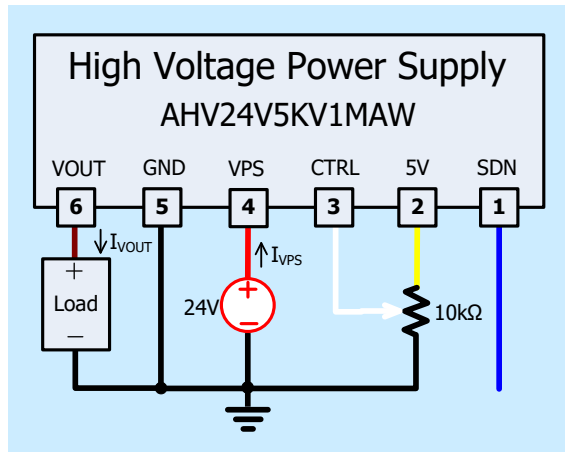 High Voltage Power Supply
AHV24V5KV1MAW
VOUT GND VPS CTRL 5V SDN
6 5 4 3 2 1
↓IVOUT ↑IVPS
+ +
Load 24V 10kΩ
− −